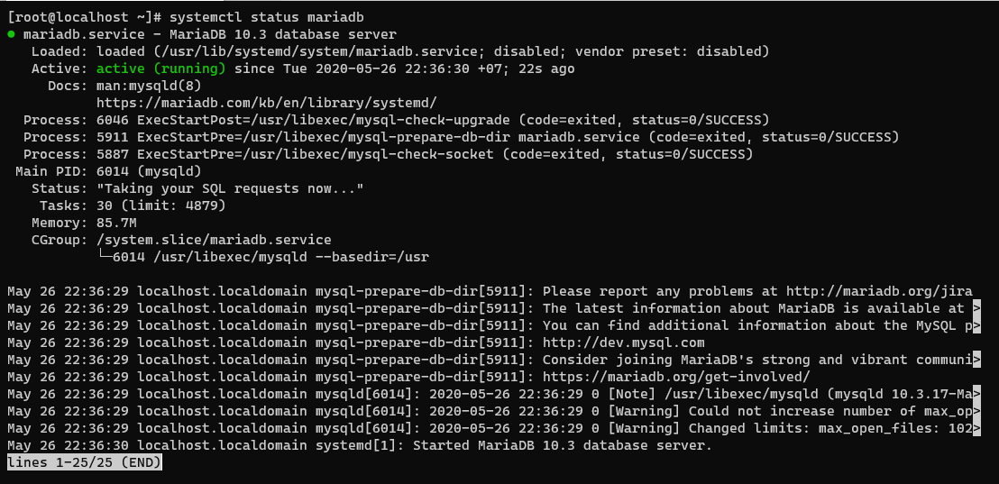 [root@localhost ~]# systemctl status mariadb
● mariadb.service - MariaDB 10.3 database server
   Loaded: loaded (/usr/lib/systemd/system/mariadb.service; disabled; vendor preset: disabled)
   Active: active (running) since Tue 2020-05-26 22:36:30 +07; 22s ago
     Docs: man:mysqld(8)
           https://mariadb.com/kb/en/library/systemd/
  Process: 6046 ExecStartPost=/usr/libexec/mysql-check-upgrade (code=exited, status=0/SUCCESS)
  Process: 5911 ExecStartPre=/usr/libexec/mysql-prepare-db-dir mariadb.service (code=exited, status=0/SUCCESS)
  Process: 5887 ExecStartPre=/usr/libexec/mysql-check-socket (code=exited, status=0/SUCCESS)
 Main PID: 6014 (mysqld)
   Status: "Taking your SQL requests now..."
    Tasks: 30 (limit: 4879)
   Memory: 85.7M
   CGroup: /system.slice/mariadb.service
           └─6014 /usr/libexec/mysqld --basedir=/usr

May 26 22:36:29 localhost.localdomain mysql-prepare-db-dir[5911]: Please report any problems at http://mariadb.org/jira
May 26 22:36:29 localhost.localdomain mysql-prepare-db-dir[5911]: The latest information about MariaDB is available at >
May 26 22:36:29 localhost.localdomain mysql-prepare-db-dir[5911]: You can find additional information about the MySQL p>
May 26 22:36:29 localhost.localdomain mysql-prepare-db-dir[5911]: http://dev.mysql.com
May 26 22:36:29 localhost.localdomain mysql-prepare-db-dir[5911]: Consider joining MariaDB's strong and vibrant communi>
May 26 22:36:29 localhost.localdomain mysql-prepare-db-dir[5911]: https://mariadb.org/get-involved/
May 26 22:36:29 localhost.localdomain mysqld[6014]: 2020-05-26 22:36:29 0 [Note] /usr/libexec/mysqld (mysqld 10.3.17-Ma>
May 26 22:36:29 localhost.localdomain mysqld[6014]: 2020-05-26 22:36:29 0 [Warning] Could not increase number of max_op>
May 26 22:36:29 localhost.localdomain mysqld[6014]: 2020-05-26 22:36:29 0 [Warning] Changed limits: max_open_files: 102>
May 26 22:36:30 localhost.localdomain systemd[1]: Started MariaDB 10.3 database server.
lines 1-25/25 (END)